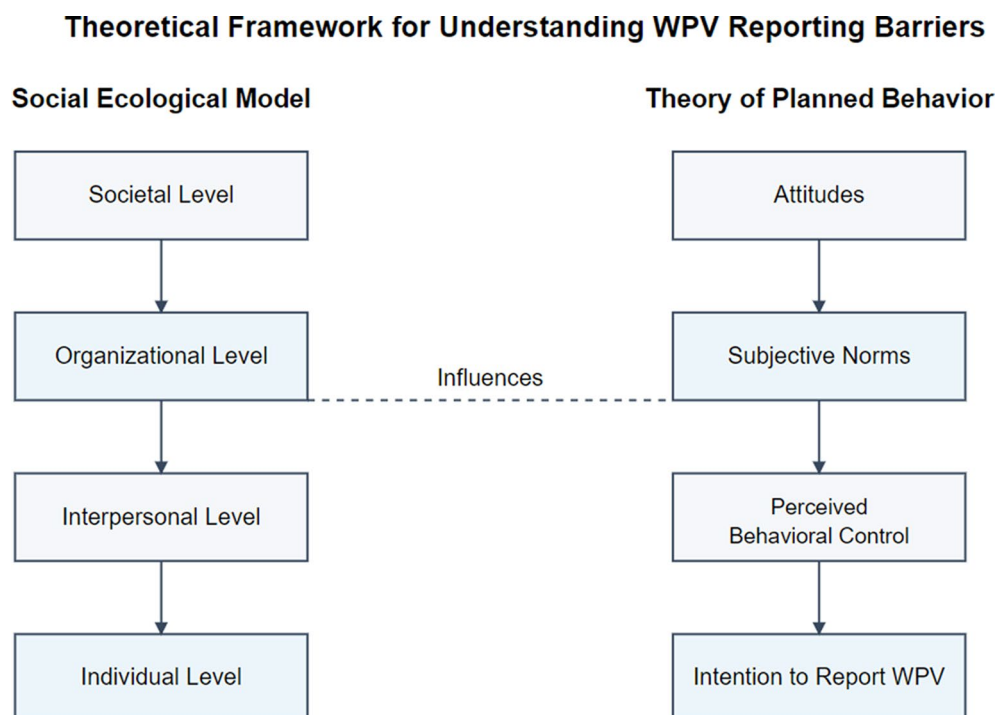 Theoretical Framework for Understanding WPV Reporting Barriers
Social Ecological Model
Theory of Planned Behavior
Societal Level
Attitudes
Organizational Level
Influences
Subjective Norms
Interpersonal Level
Perceived
Behavioral Control
Individual Level
Intention to Report WPV